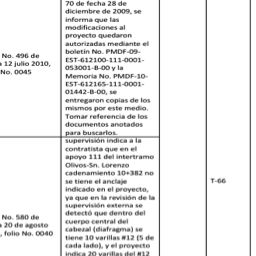 70 de fecha 28 de
diciembre de 2009, se
informa que las
modificaciones al
proyecto quedaron
autorizadas mediante el
boletín No. PMDF-09-
EST-612100-111-0001-
053001-B-00 y la
Memoria No. PMDF-10-
EST-612165-111-0001-
01442-B-00, se
entregaron copias de los
mismos por este medio.
Tomar referencia de los
documentos anotados
para buscarlos.
No. 496 de
12 julio 2010,
No. 0045
supervisión indica a la
contratista que en el
apoyo 111 del intertramo
Olivos-Sn. Lorenzo
cadenamiento 10+382 no
se tiene el anclaje
indicado en el proyecto,
ya que en la revisión de la
supervisión externa se
detectó que dentro del
cuerpo central del
cabezal (diafragma) se
tiene 10 varillas #12 (5 de
cada lado), y el proyecto
indica 20 varillas del #12
No. 580 de
20 de agosto
, folio No. 0040
T-66